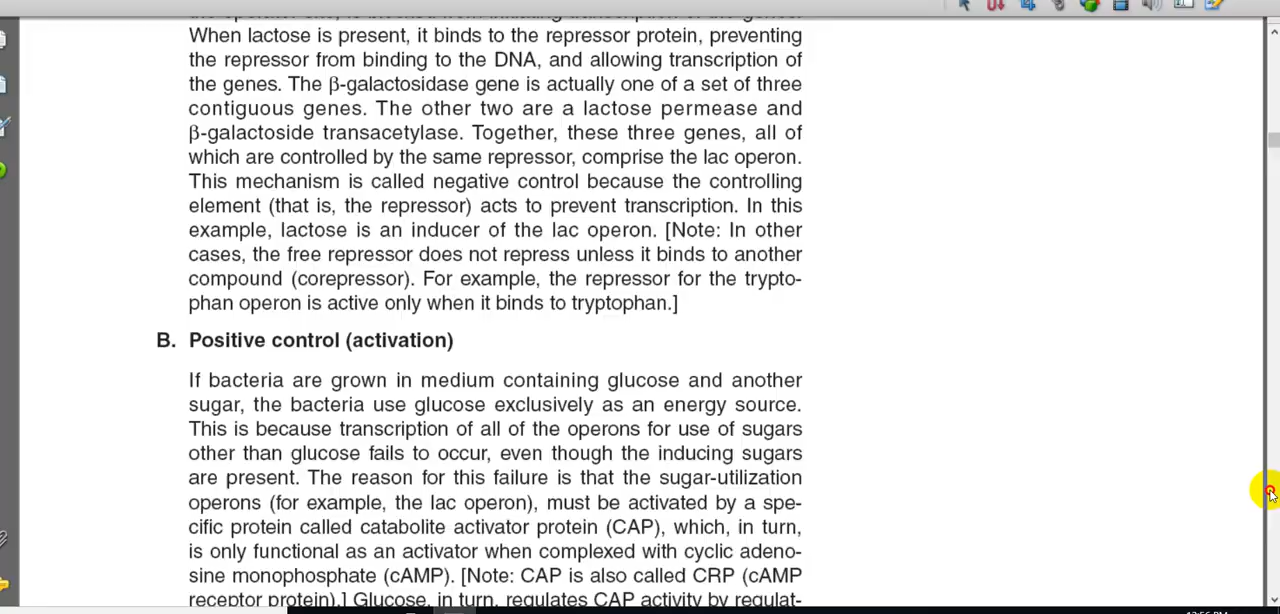 the operator site, is blocked from initiating transcription of the genes.
When lactose is present, it binds to the repressor protein, preventing
the repressor from binding to the DNA, and allowing transcription of
the genes. The β-galactosidase gene is actually one of a set of three
contiguous genes. The other two are a lactose permease and
β-galactoside transacetylase. Together, these three genes, all of
which are controlled by the same repressor, comprise the lac operon.
This mechanism is called negative control because the controlling
element (that is, the repressor) acts to prevent transcription. In this
example, lactose is an inducer of the lac operon. [Note: In other
cases, the free repressor does not repress unless it binds to another
compound (corepressor). For example, the repressor for the trypto-
phan operon is active only when it binds to tryptophan.]
B. Positive control (activation)
If bacteria are grown in medium containing glucose and another
sugar, the bacteria use glucose exclusively as an energy source.
This is because transcription of all of the operons for use of sugars
other than glucose fails to occur, even though the inducing sugars
are present. The reason for this failure is that the sugar-utilization
operons (for example, the lac operon), must be activated by a spe-
cific protein called catabolite activator protein (CAP), which, in turn,
is only functional as an activator when complexed with cyclic adeno-
sine monophosphate (cAMP). [Note: CAP is also called CRP (cAMP
receptor protein).] Glucose, in turn, regulates CAP activity by regulat-